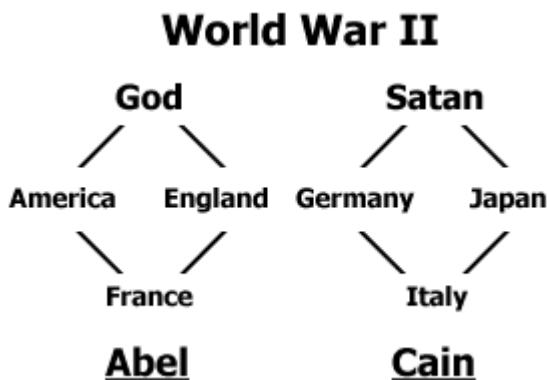 World War II
God Satan
America England Germany Japan
France Italy
Abel Cain